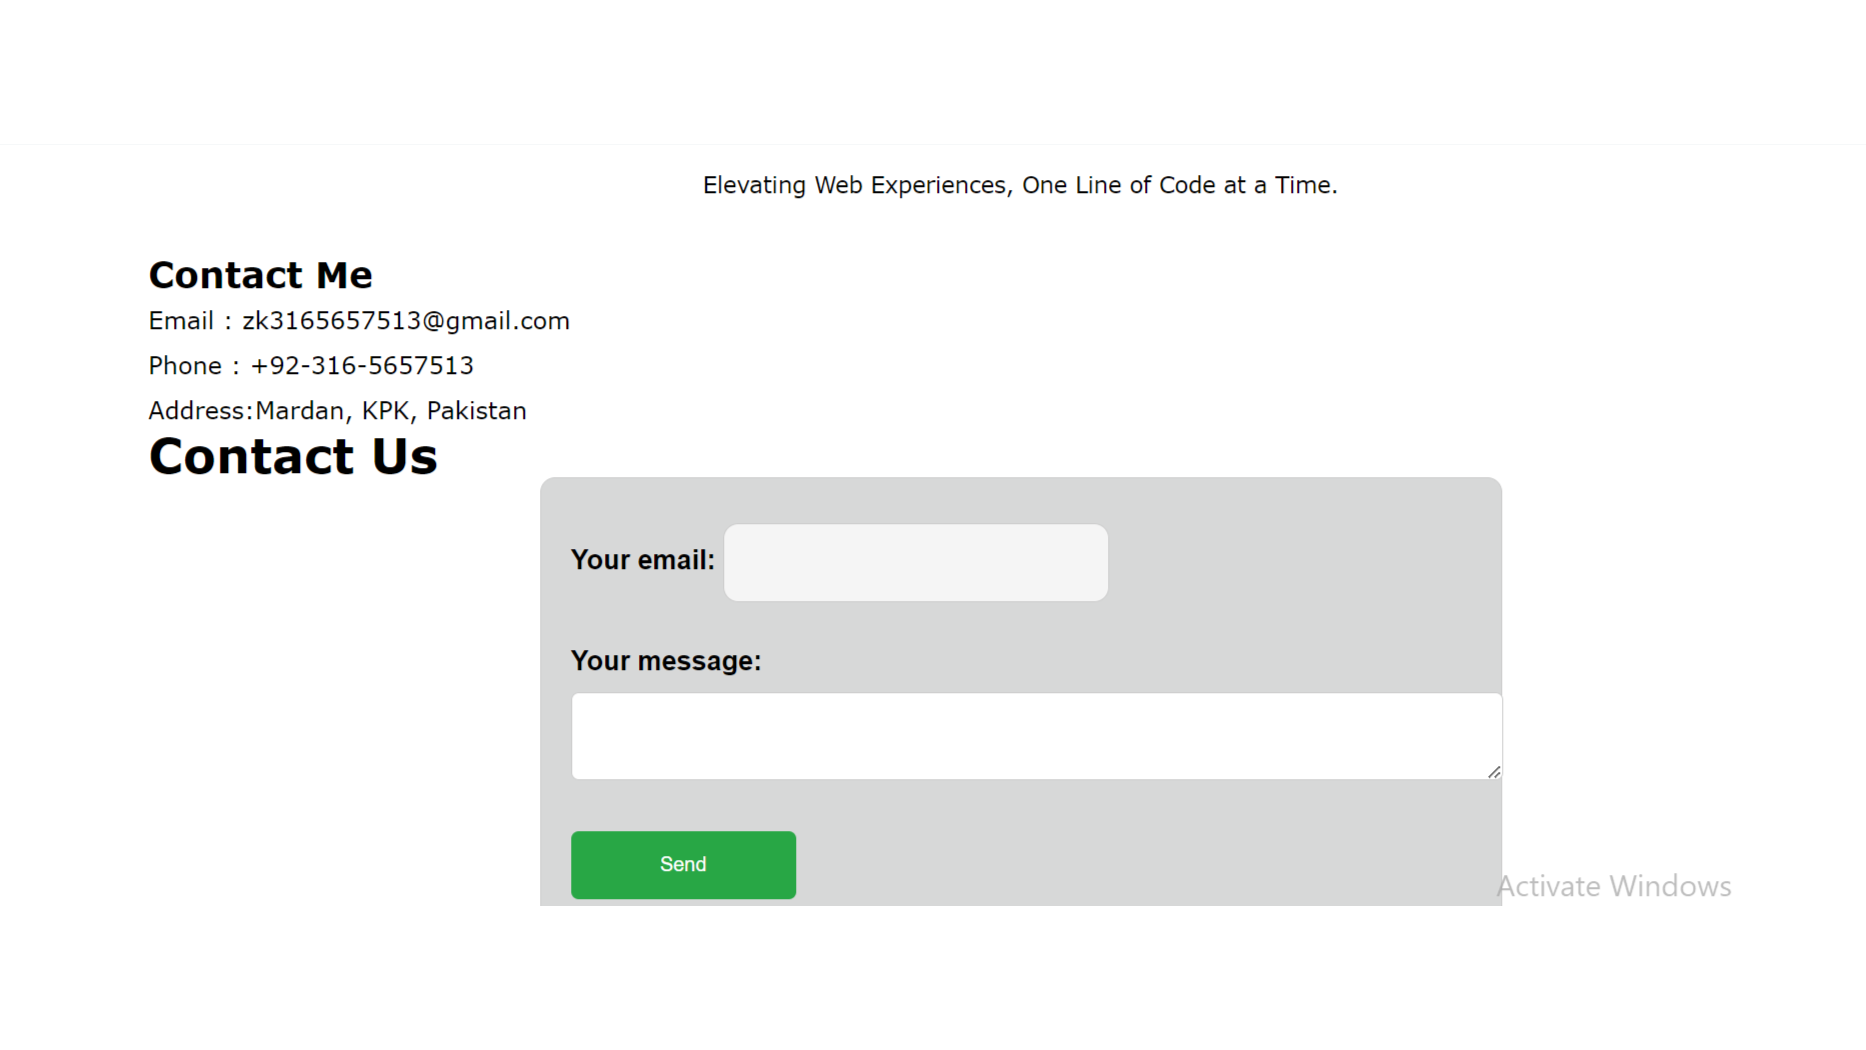 Elevating Web Experiences, One Line of Code at a Time.
Contact Me
Email : zk3165657513@gmail.com
Phone : +92-316-5657513
Address:Mardan, KPK, Pakistan
Contact Us
Your email:
Your message:
Send
Activate Windows